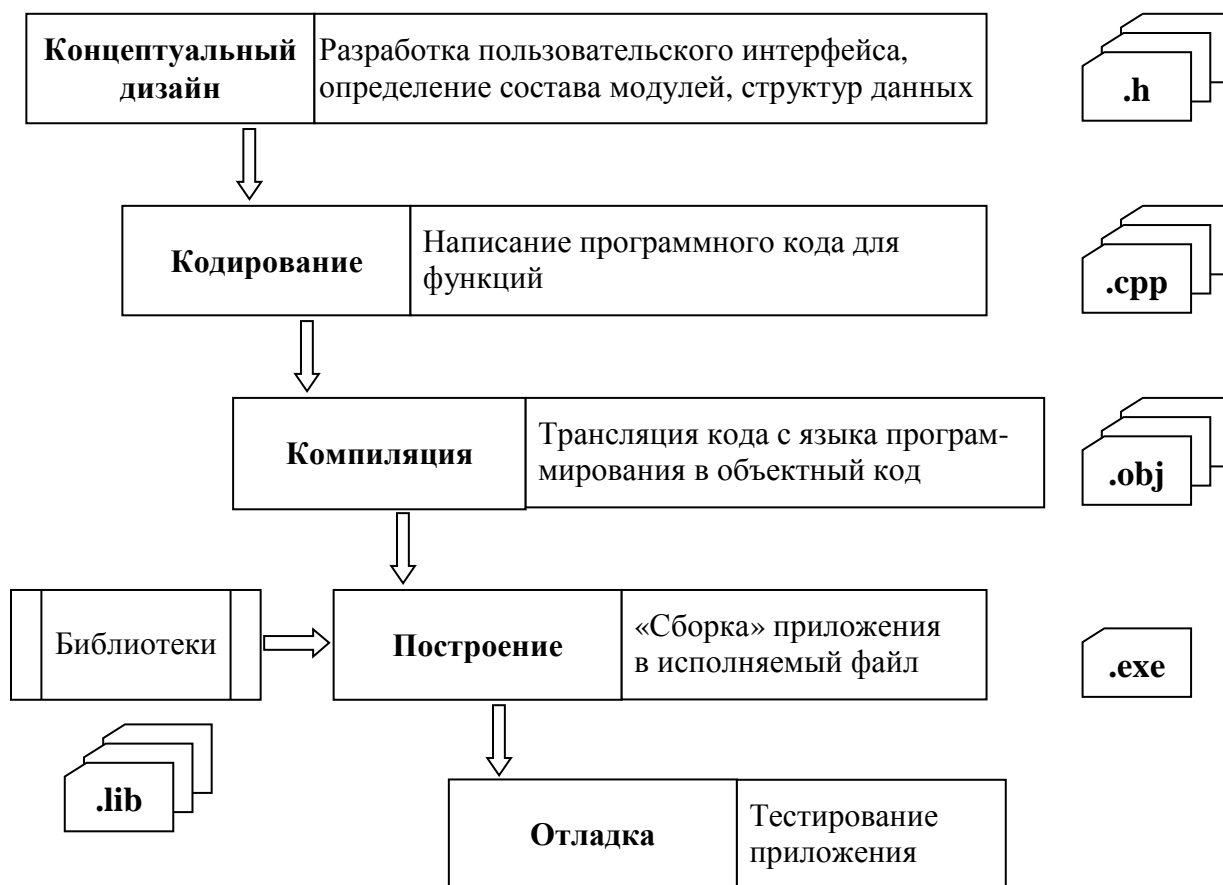 Концептуальный
дизайн
Разработка пользовательского интерфейса,
определение состава модулей, структур данных
.h
Кодирование
Написание программного кода для
функций
.cpp
Компиляция
Трансляция кода с языка програм-
мирования в объектный код
.obj
Библиотеки
Построение
«Сборка» приложения
в исполняемый файл
.exe
.lib
Отладка
Тестирование
приложения